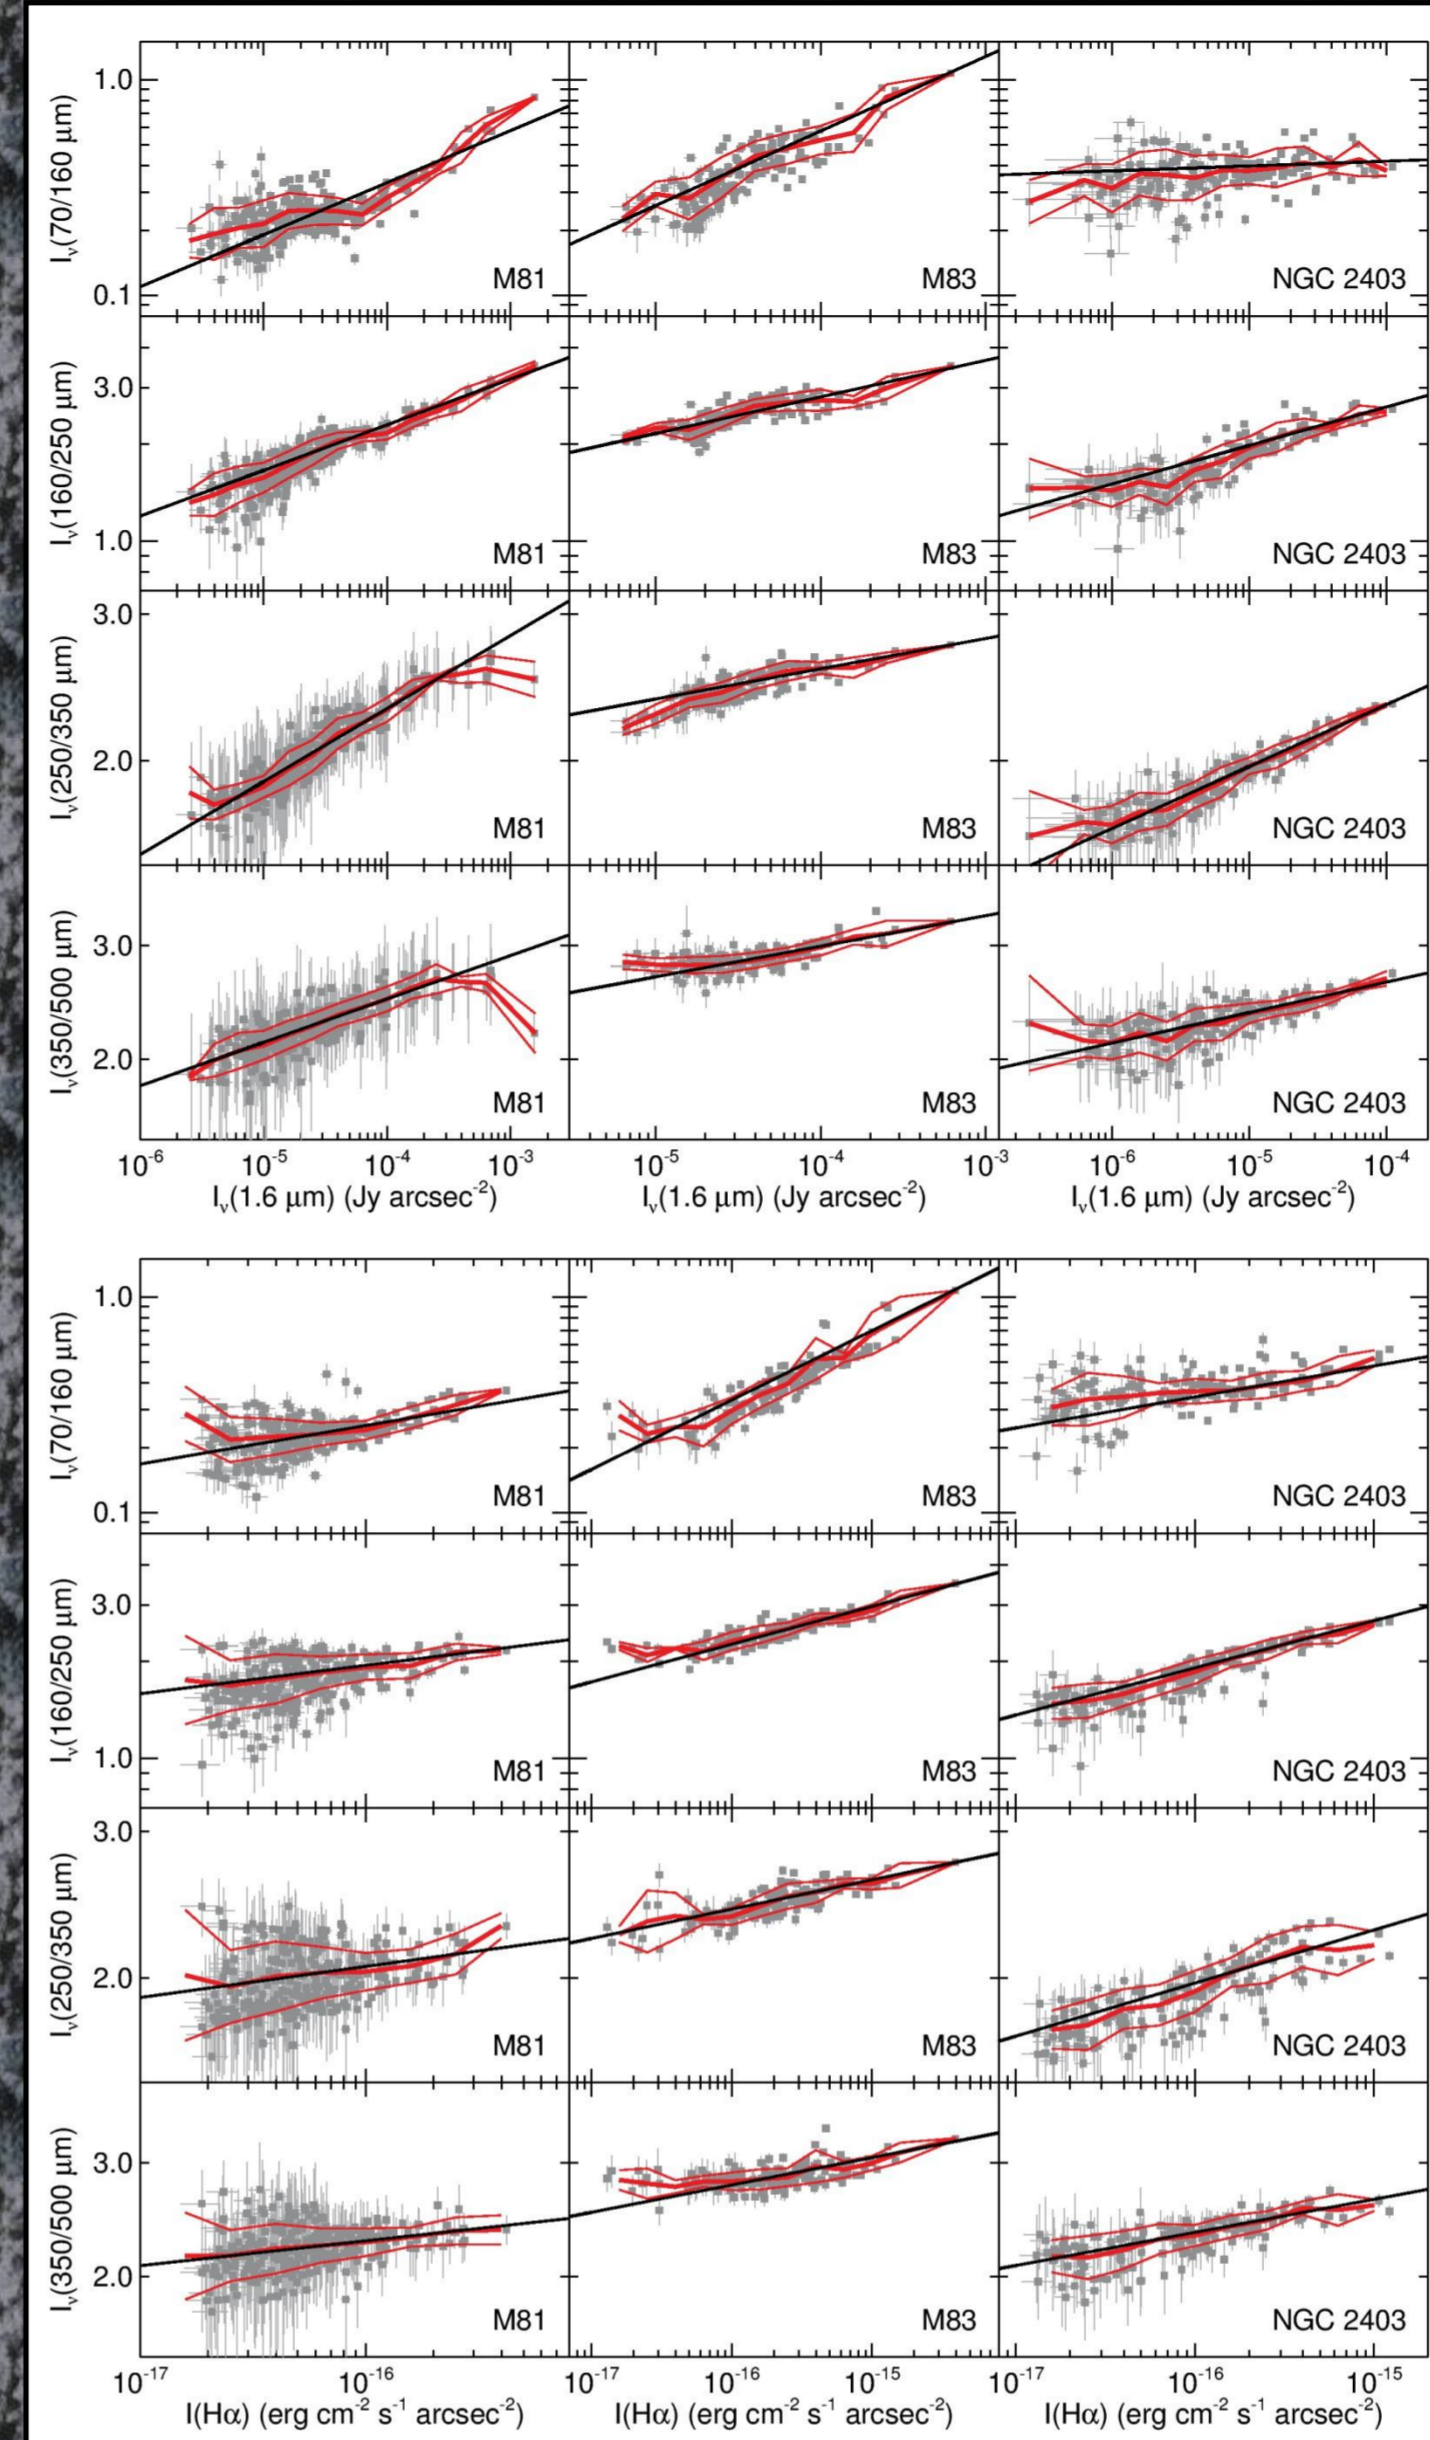 1.0
0.1
I_ν(70/160 μm)
M81
M83
NGC 2403
3.0
1.0
I_ν(160/250 μm)
M81
M83
NGC 2403
3.0
2.0
I_ν(250/350 μm)
M81
M83
NGC 2403
3.0
2.0
I_ν(350/500 μm)
M81
M83
NGC 2403
10⁻⁶ 10⁻⁵ 10⁻⁴ 10⁻³ 10⁻⁵ 10⁻⁴ 10⁻³ 10⁻⁶ 10⁻⁵ 10⁻⁴
I_ν(1.6 μm) (Jy arcsec⁻²) I_ν(1.6 μm) (Jy arcsec⁻²) I_ν(1.6 μm) (Jy arcsec⁻²)
1.0
0.1
I_ν(70/160 μm)
M81
M83
NGC 2403
3.0
1.0
I_ν(160/250 μm)
M81
M83
NGC 2403
3.0
2.0
I_ν(250/350 μm)
M81
M83
NGC 2403
3.0
2.0
I_ν(350/500 μm)
M81
M83
NGC 2403
10⁻¹⁷ 10⁻¹⁶ 10⁻¹⁷ 10⁻¹⁶ 10⁻¹⁵ 10⁻¹⁷ 10⁻¹⁶ 10⁻¹⁵
I(Hα) (erg cm⁻² s⁻¹ arcsec⁻²) I(Hα) (erg cm⁻² s⁻¹ arcsec⁻²) I(Hα) (erg cm⁻² s⁻¹ arcsec⁻²)